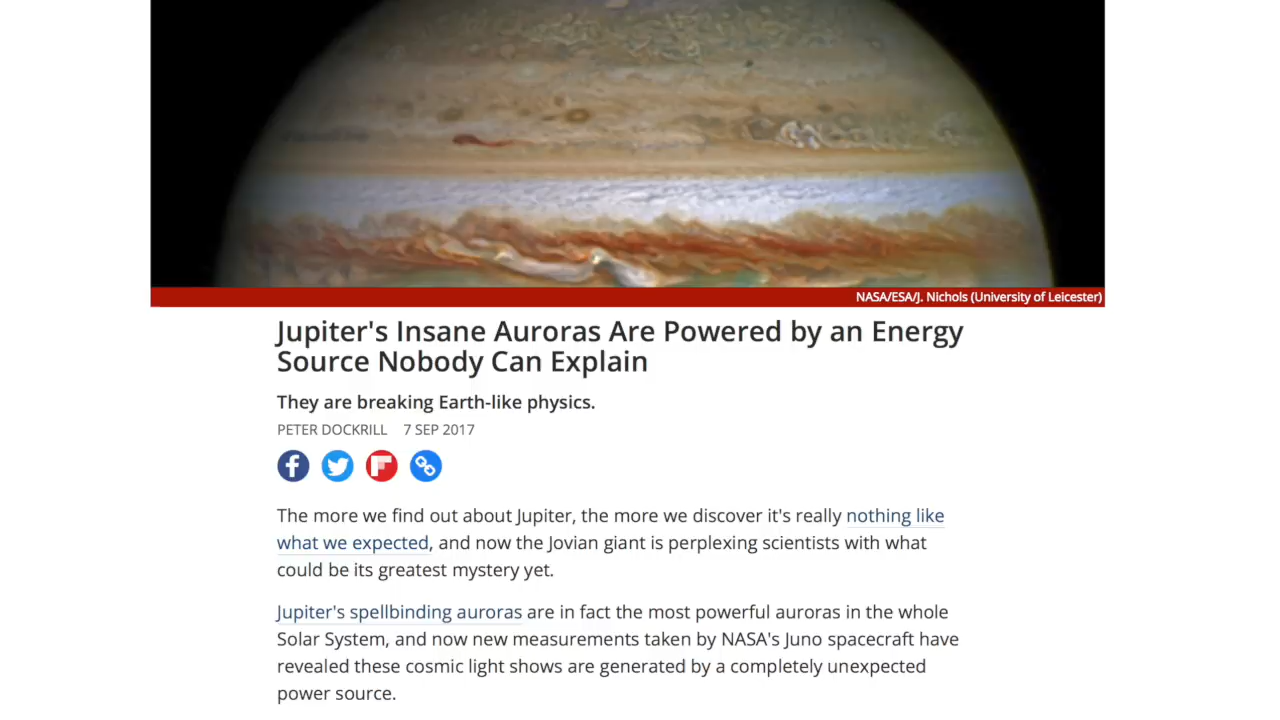 NASA/ESA/J. Nichols (University of Leicester)
Jupiter's Insane Auroras Are Powered by an Energy
Source Nobody Can Explain
They are breaking Earth-like physics.
PETER DOCKRILL 7 SEP 2017
The more we find out about Jupiter, the more we discover it's really nothing like
what we expected, and now the Jovian giant is perplexing scientists with what
could be its greatest mystery yet.
Jupiter's spellbinding auroras are in fact the most powerful auroras in the whole
Solar System, and now new measurements taken by NASA's Juno spacecraft have
revealed these cosmic light shows are generated by a completely unexpected
power source.